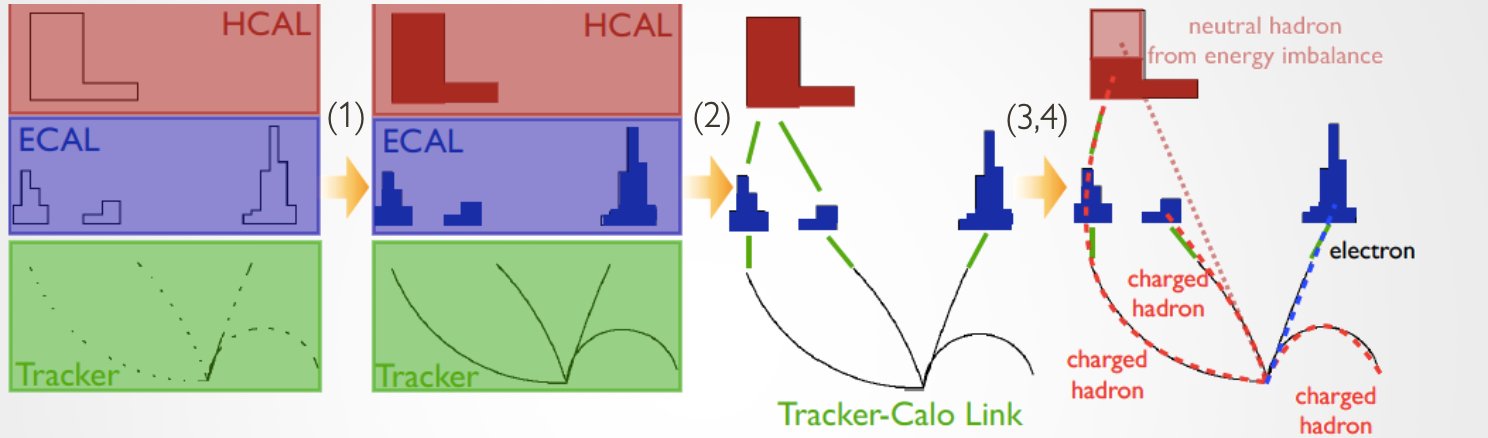 HCAL
ECAL
Tracker
(1)
HCAL
ECAL
Tracker
(2)
Tracker-Calo Link
(3,4)
neutral hadron
from energy imbalance
electron
charged
hadron
charged
hadron
charged
hadron